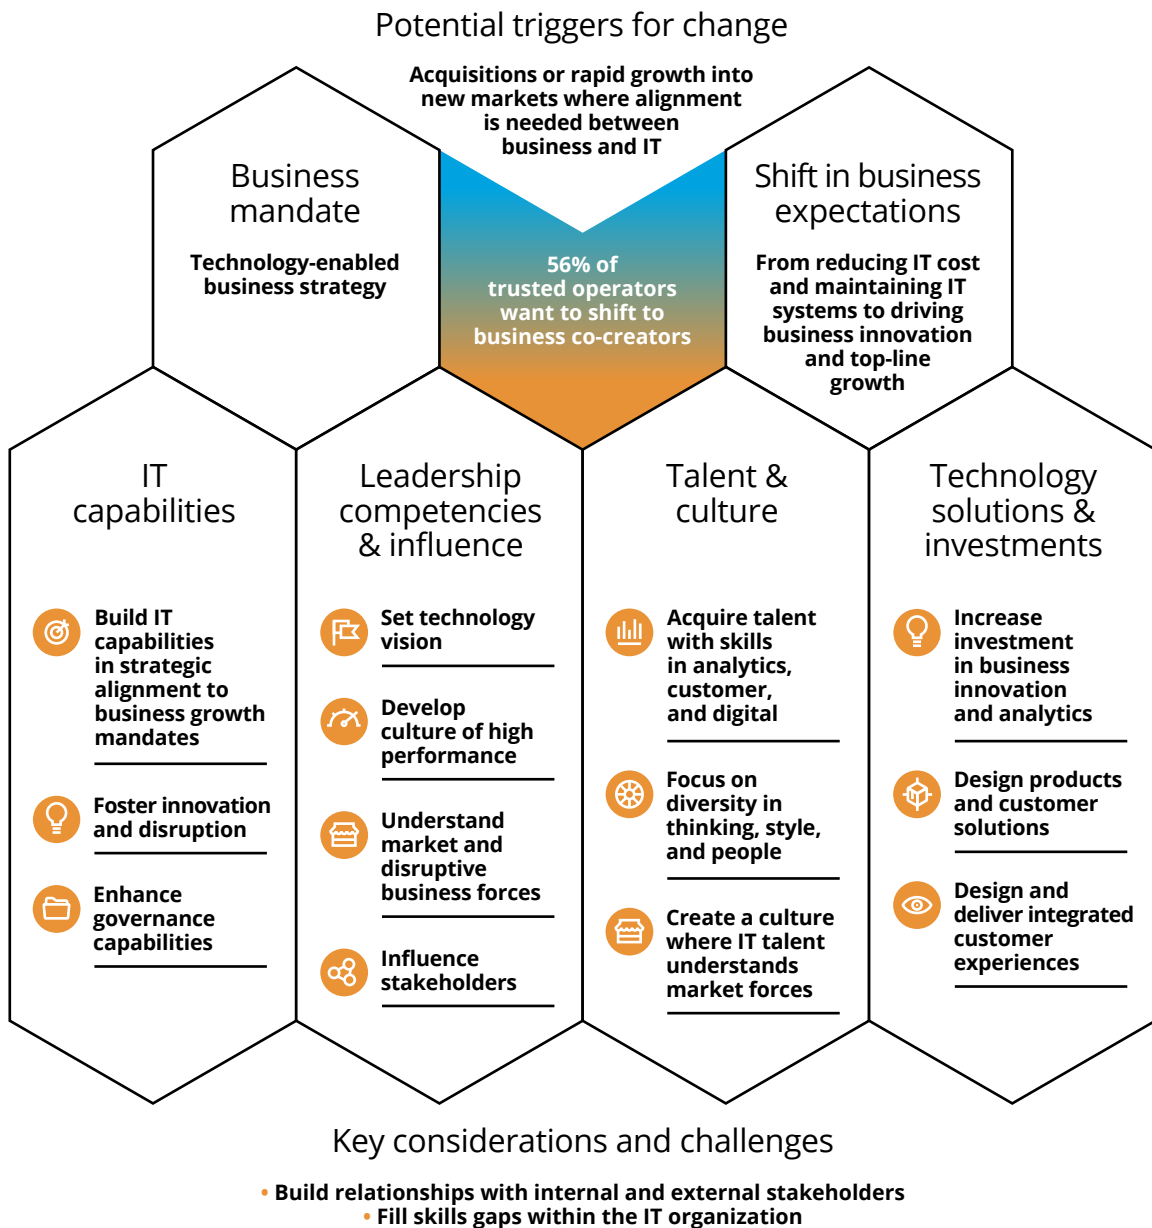 Potential triggers for change
Acquisitions or rapid growth into
new markets where alignment
is needed between
business and IT
Business
mandate
Technology-enabled
business strategy
56% of
trusted operators
want to shift to
business co-creators
Shift in business
expectations
From reducing IT cost
and maintaining IT
systems to driving
business innovation
and top-line
growth
IT
capabilities
Build IT
capabilities
in strategic
alignment to
business growth
mandates
Foster innovation
and disruption
Enhance
governance
capabilities
Leadership
competencies
& influence
Set technology
vision
Develop
culture of high
performance
Understand
market and
disruptive
business forces
Influence
stakeholders
Talent &
culture
Acquire talent
with skills
in analytics,
customer,
and digital
Focus on
diversity in
thinking, style,
and people
Create a culture
where IT talent
understands
market forces
Technology
solutions &
investments
Increase
investment
in business
innovation
and analytics
Design products
and customer
solutions
Design and
deliver integrated
customer
experiences
Key considerations and challenges
• Build relationships with internal and external stakeholders
• Fill skills gaps within the IT organization